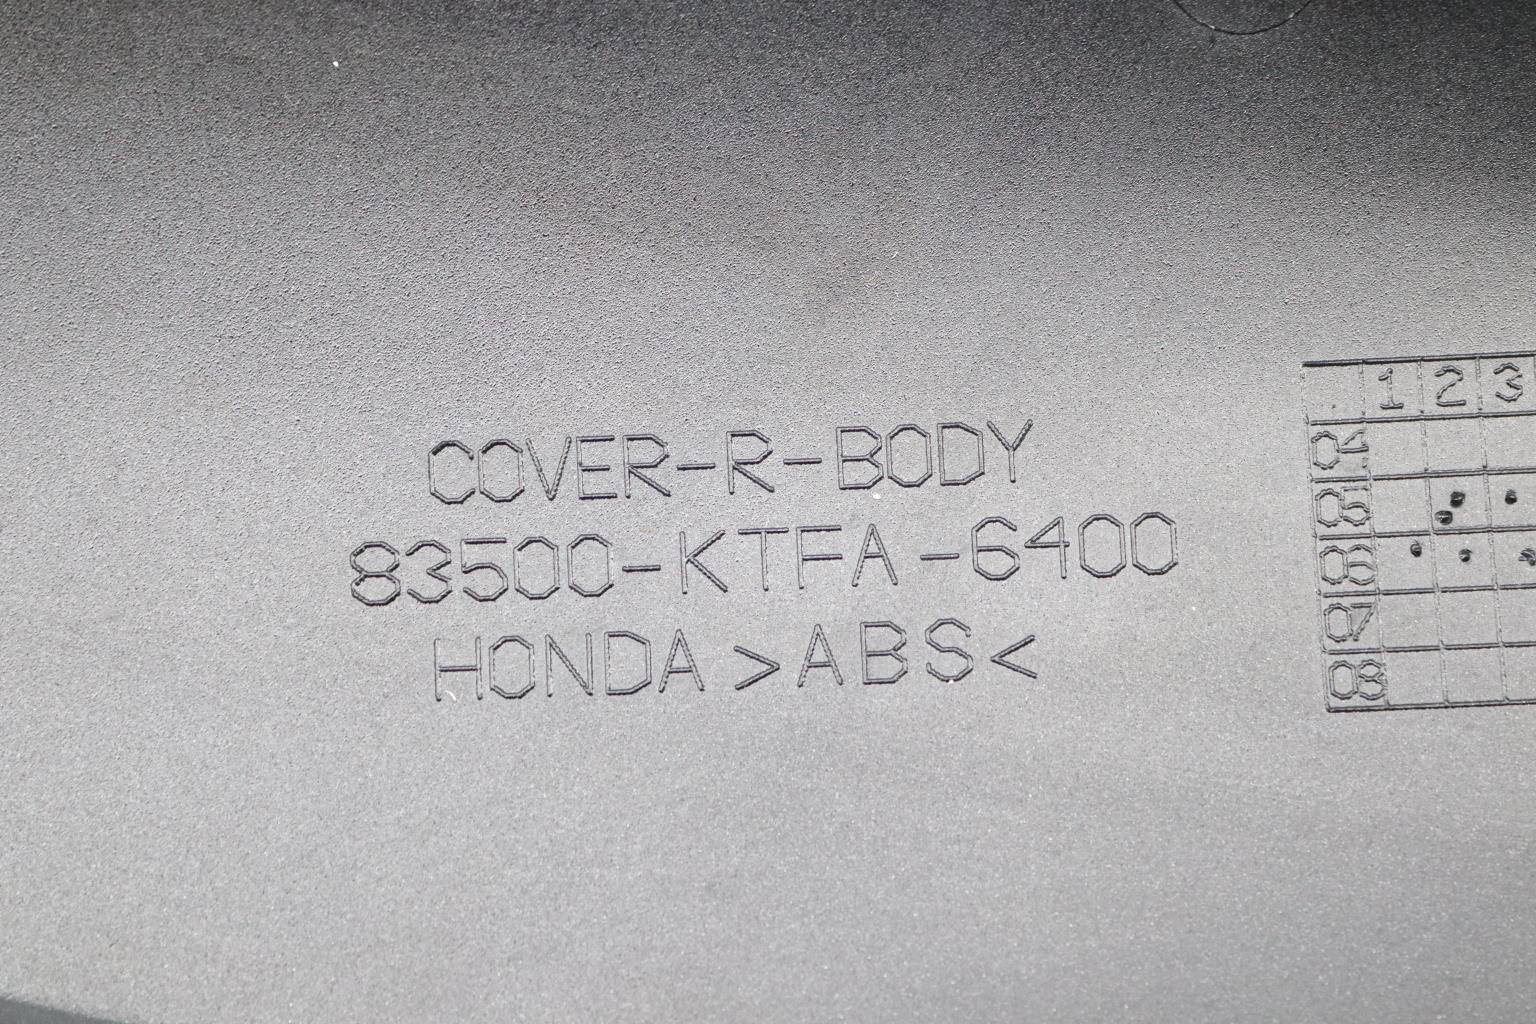 COVER-R-BODY
83500-KTFA-6400
HONDA >ABS<
1 2 3
04
05
06
07
08